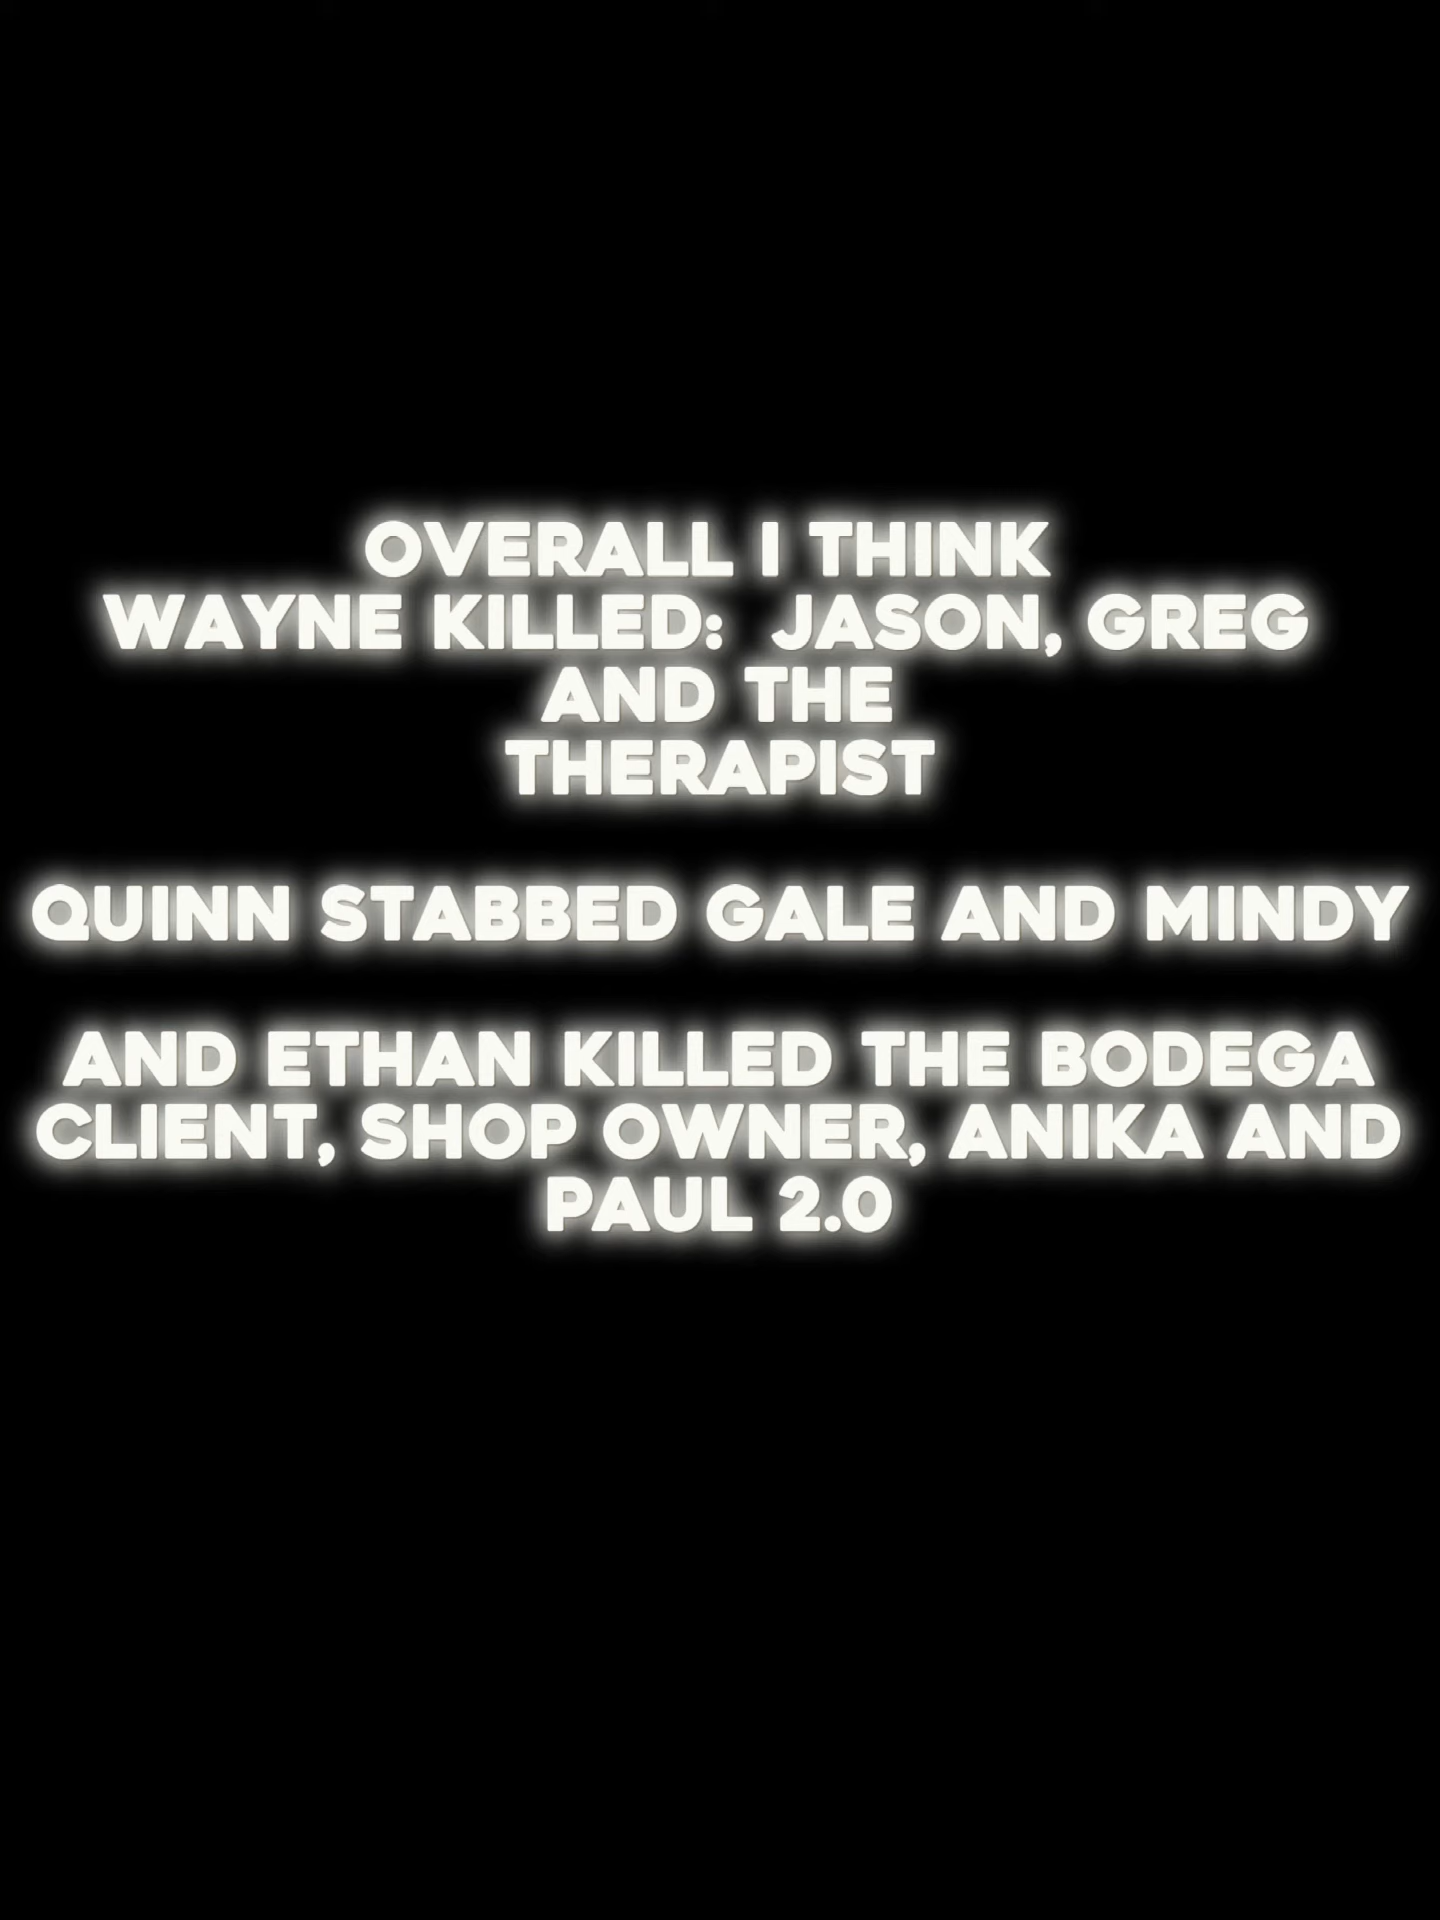 OVERALL I THINK
WAYNE KILLED: JASON, GREG
AND THE
THERAPIST
QUINN STABBED GALE AND MINDY
AND ETHAN KILLED THE BODEGA
CLIENT, SHOP OWNER, ANIKA AND
PAUL 2.0